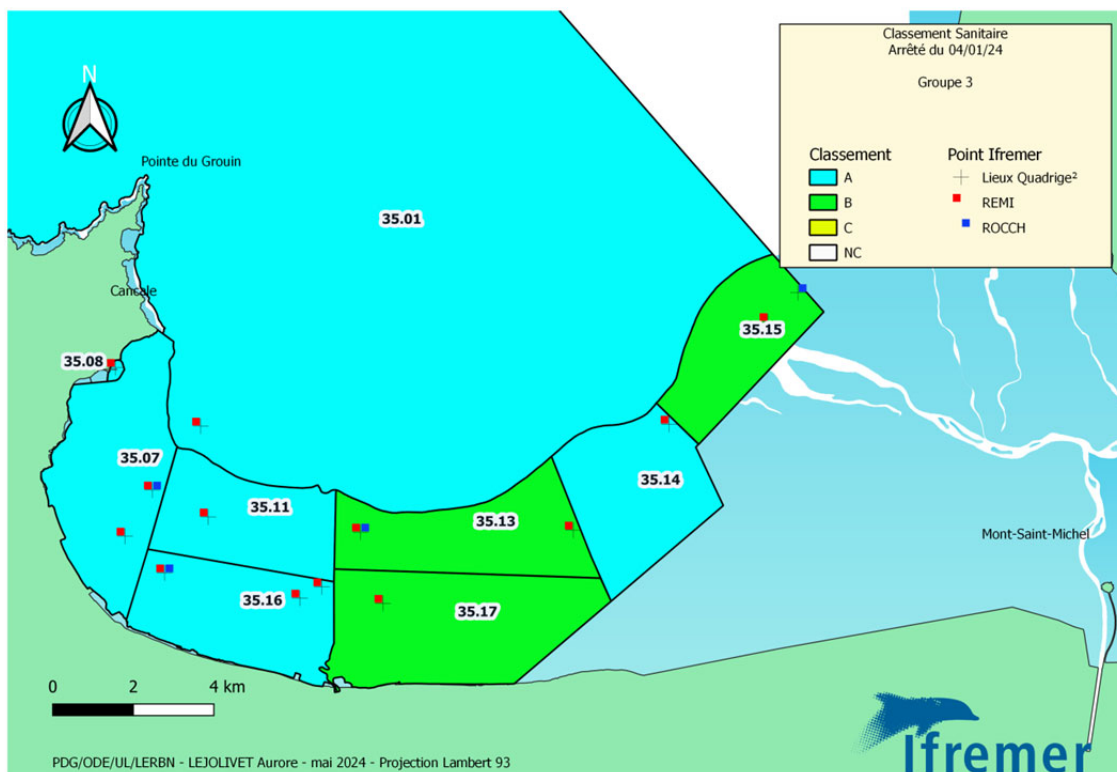 Classement Sanitaire
Arrêté du 04/01/24
Groupe 3
Classement
A
B
C
NC
Point Ifremer
Lieux Quadrige²
REMI
ROCCH
N
Pointe du Grouin
35.01
Cancale
35.15
35.08
35.07
35.14
35.11
35.13
Mont-Saint-Michel
35.16
35.17
0 2 4 km
Ifremer
PDG/ODE/UL/LERBN - LEJOLIVET Aurore - mai 2024 - Projection Lambert 93